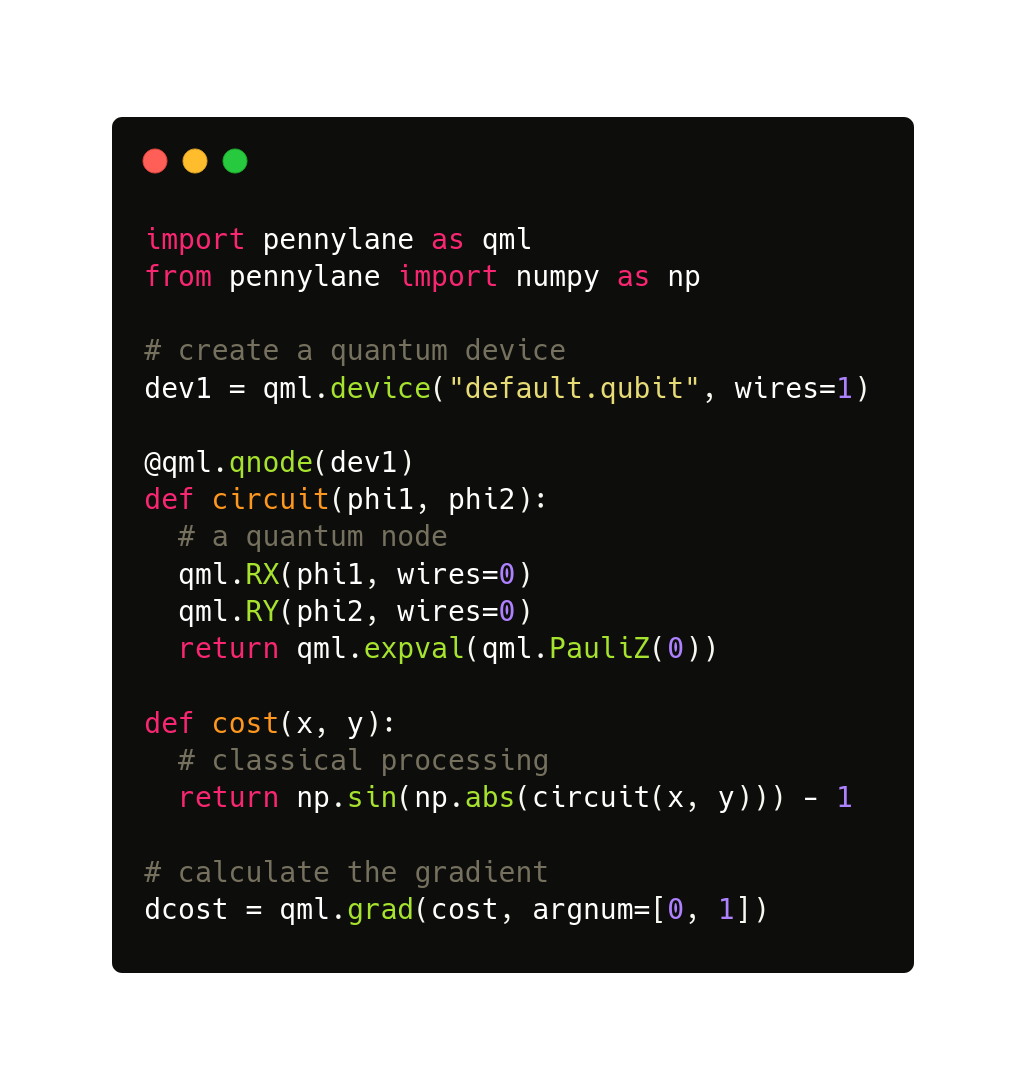 import pennylane as qml
from pennylane import numpy as np
# create a quantum device
dev1 = qml.device("default.qubit", wires=1)
@qml.qnode(dev1)
def circuit(phi1, phi2):
  # a quantum node
  qml.RX(phi1, wires=0)
  qml.RY(phi2, wires=0)
  return qml.expval(qml.PauliZ(0))
def cost(x, y):
  # classical processing
  return np.sin(np.abs(circuit(x, y))) - 1
# calculate the gradient
dcost = qml.grad(cost, argnum=[0, 1])